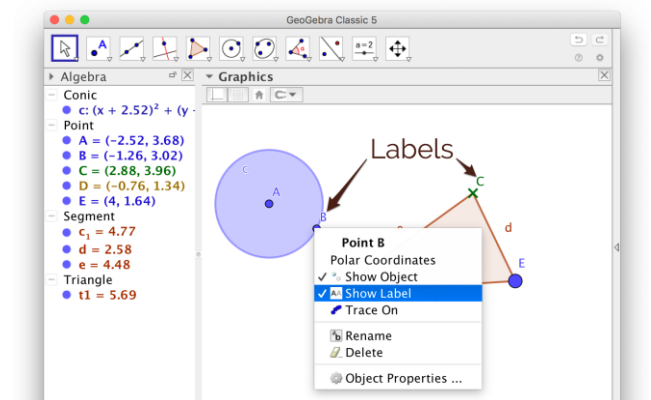 GeoGebra Classic 5
A
a=2
Algebra
Graphics
Conic
c: (x + 2.52)² + (y -
Point
A = (-2.52, 3.68)
B = (-1.26, 3.02)
C = (2.88, 3.96)
D = (-0.76, 1.34)
E = (4, 1.64)
Segment
c₁ = 4.77
d = 2.58
e = 4.48
Triangle
t1 = 5.69
Labels
c
A
B
C
d
E
Point B
Polar Coordinates
Show Object
AA Show Label
Trace On
Rename
Delete
Object Properties ...